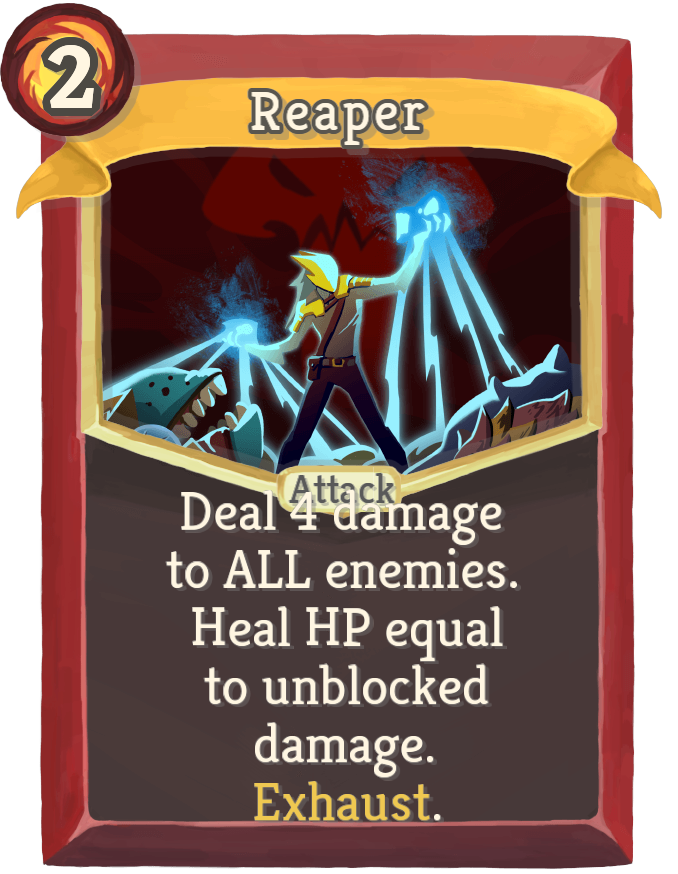 2
Reaper
Attack
Deal 4 damage
to ALL enemies.
Heal HP equal
to unblocked
damage.
Exhaust.